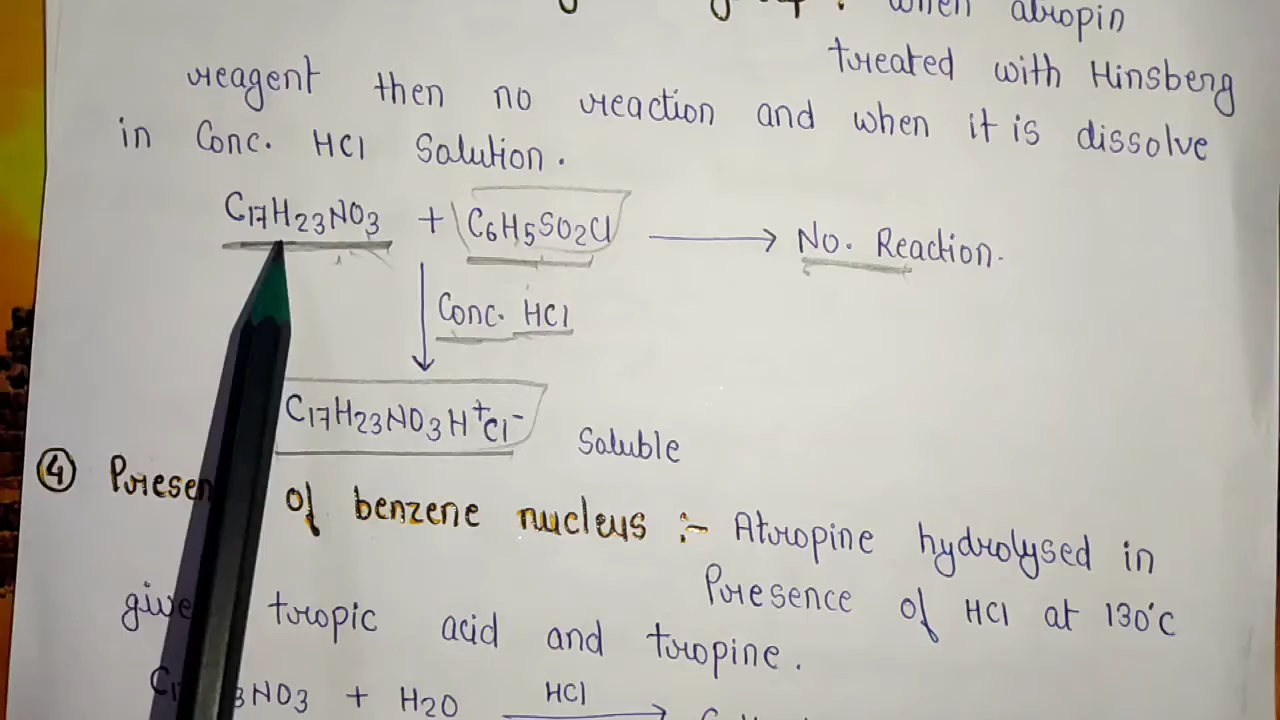 when atropin
treated with Hinsberg
reagent then no reaction and when it is dissolve
in Conc. HCl Solution.
C17H23NO3 + C6H5SO2Cl ⟶ No. Reaction.
Conc. HCl
C17H23NO3H+Cl- Soluble
④ of benzene nucleus :- Atropine hydrolysed in
Presence of HCl at 130°C
give tropic acid and tropine.
NO3 + H2O HCl ⟶